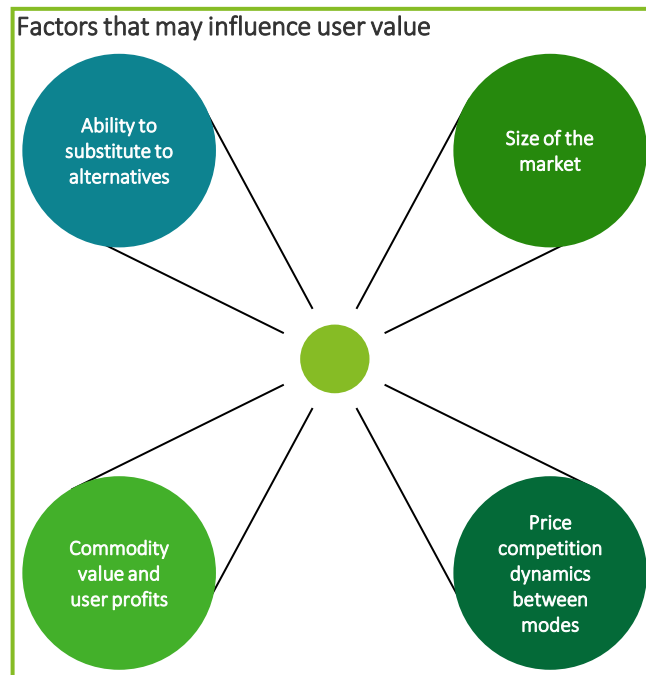 Factors that may influence user value
Ability to
substitute to
alternatives
Size of the
market
Commodity
value and
user profits
Price
competition
dynamics
between
modes